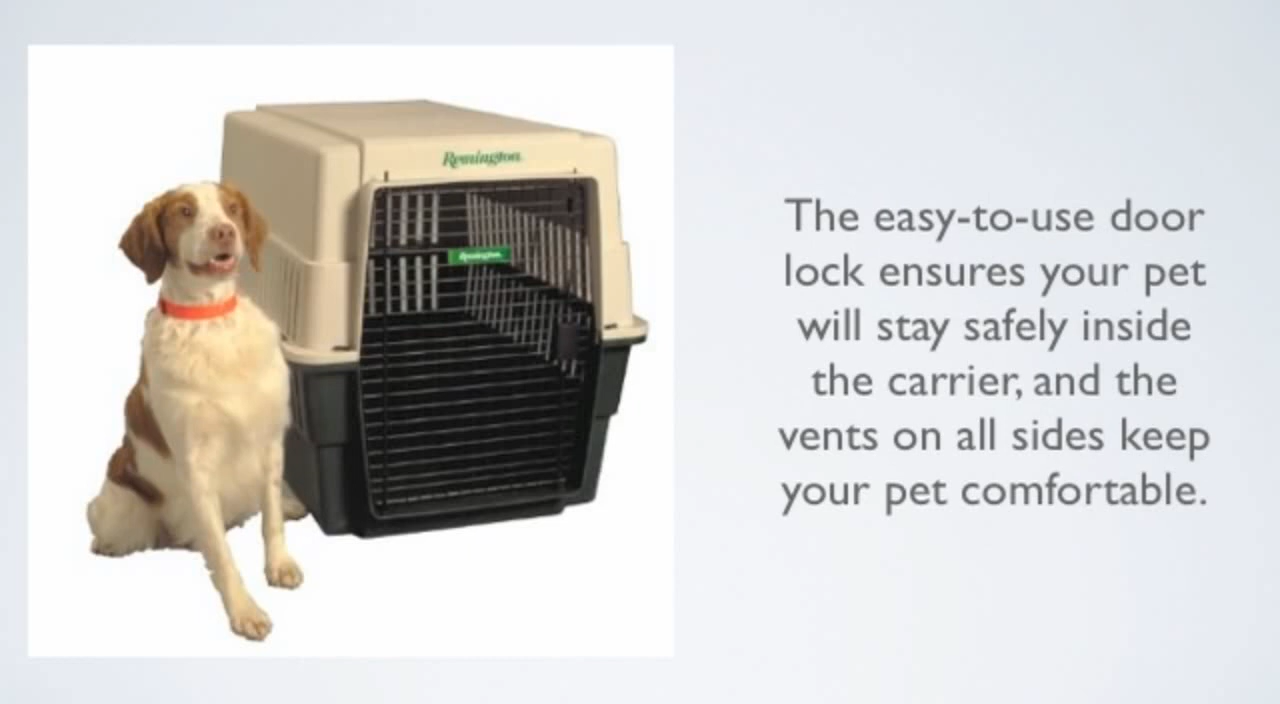 Remington
Remington
The easy-to-use door
lock ensures your pet
will stay safely inside
the carrier, and the
vents on all sides keep
your pet comfortable.